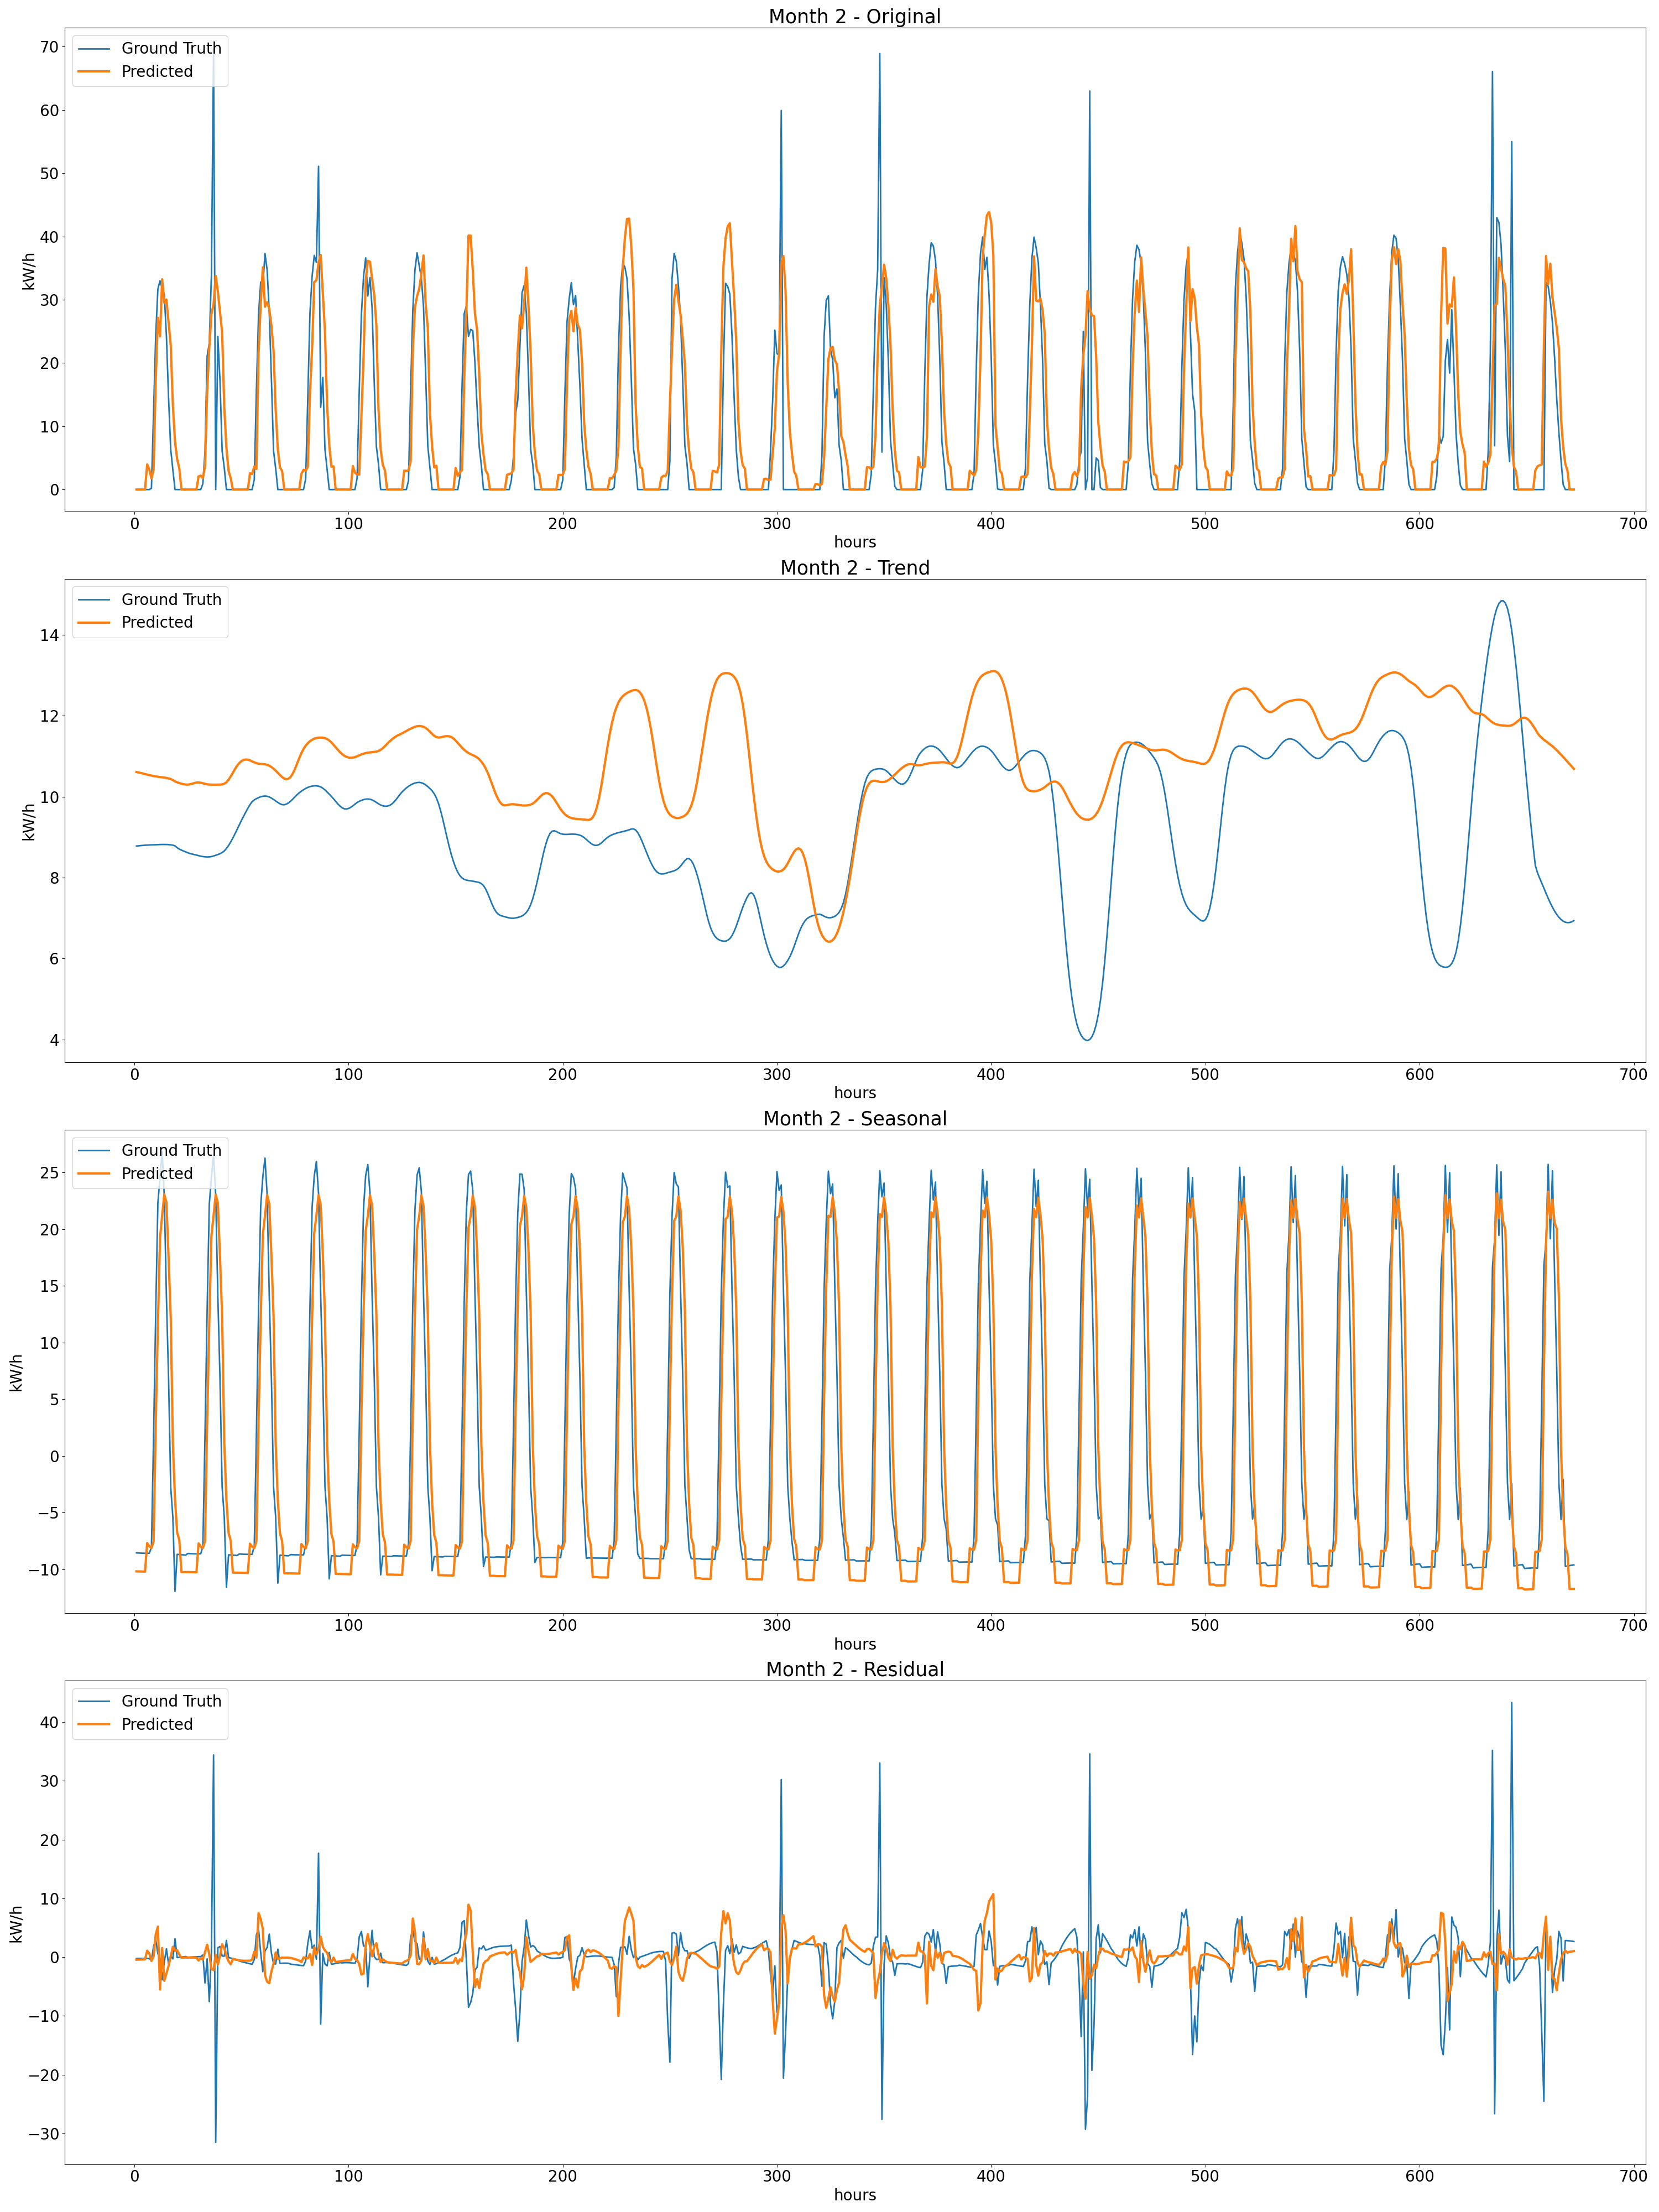 Month 2 - Original
Ground Truth
Predicted
70
60
50
40
30
20
10
0
kW/h
0 100 200 300 400 500 600 700
hours
Month 2 - Trend
Ground Truth
Predicted
14
12
10
8
6
4
kW/h
0 100 200 300 400 500 600 700
hours
Month 2 - Seasonal
Ground Truth
Predicted
25
20
15
10
5
0
−5
−10
kW/h
0 100 200 300 400 500 600 700
hours
Month 2 - Residual
Ground Truth
Predicted
40
30
20
10
0
−10
−20
−30
kW/h
0 100 200 300 400 500 600 700
hours